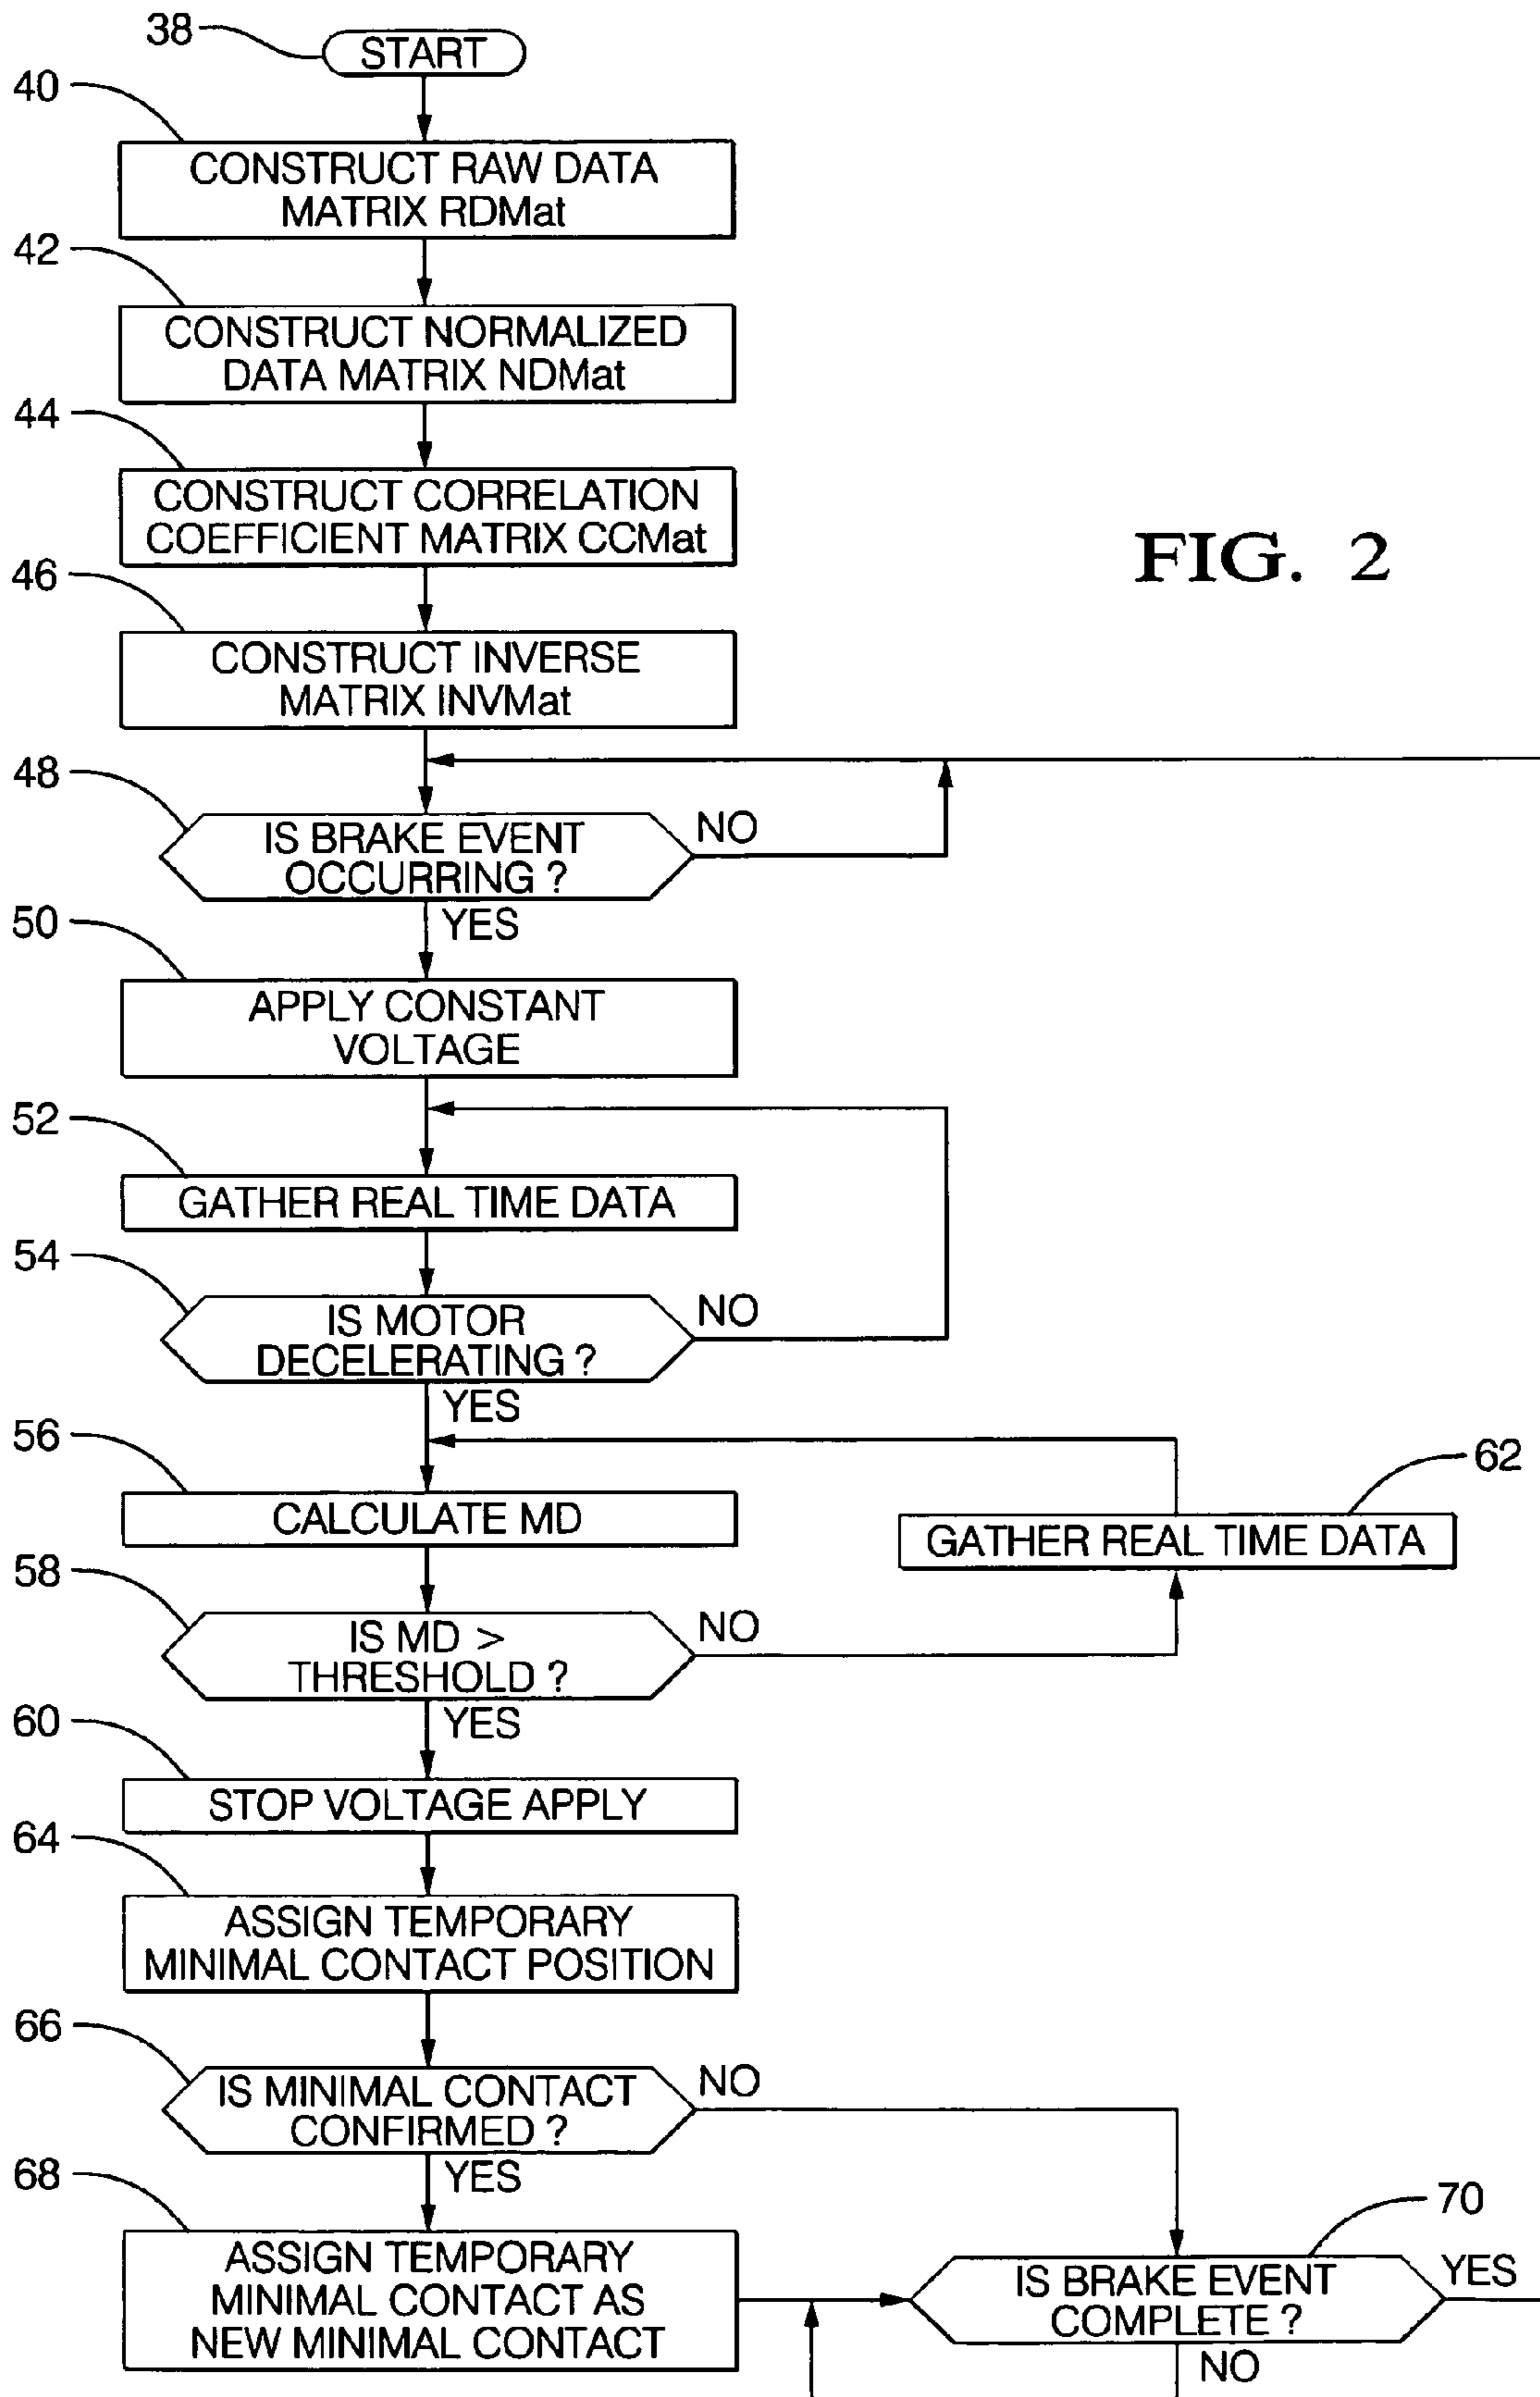 38
START
40
CONSTRUCT RAW DATA
MATRIX RDMat
42
CONSTRUCT NORMALIZED
DATA MATRIX NDMat
44
CONSTRUCT CORRELATION
COEFFICIENT MATRIX CCMat
FIG. 2
46
CONSTRUCT INVERSE
MATRIX INVMat
48
IS BRAKE EVENT
OCCURRING ?
NO
YES
50
APPLY CONSTANT
VOLTAGE
52
GATHER REAL TIME DATA
54
IS MOTOR
DECELERATING ?
NO
YES
56
CALCULATE MD
62
GATHER REAL TIME DATA
58
IS MD >
THRESHOLD ?
NO
YES
60
STOP VOLTAGE APPLY
64
ASSIGN TEMPORARY
MINIMAL CONTACT POSITION
66
IS MINIMAL CONTACT
CONFIRMED ?
NO
YES
68
ASSIGN TEMPORARY
MINIMAL CONTACT AS
NEW MINIMAL CONTACT
70
IS BRAKE EVENT
COMPLETE ?
YES
NO